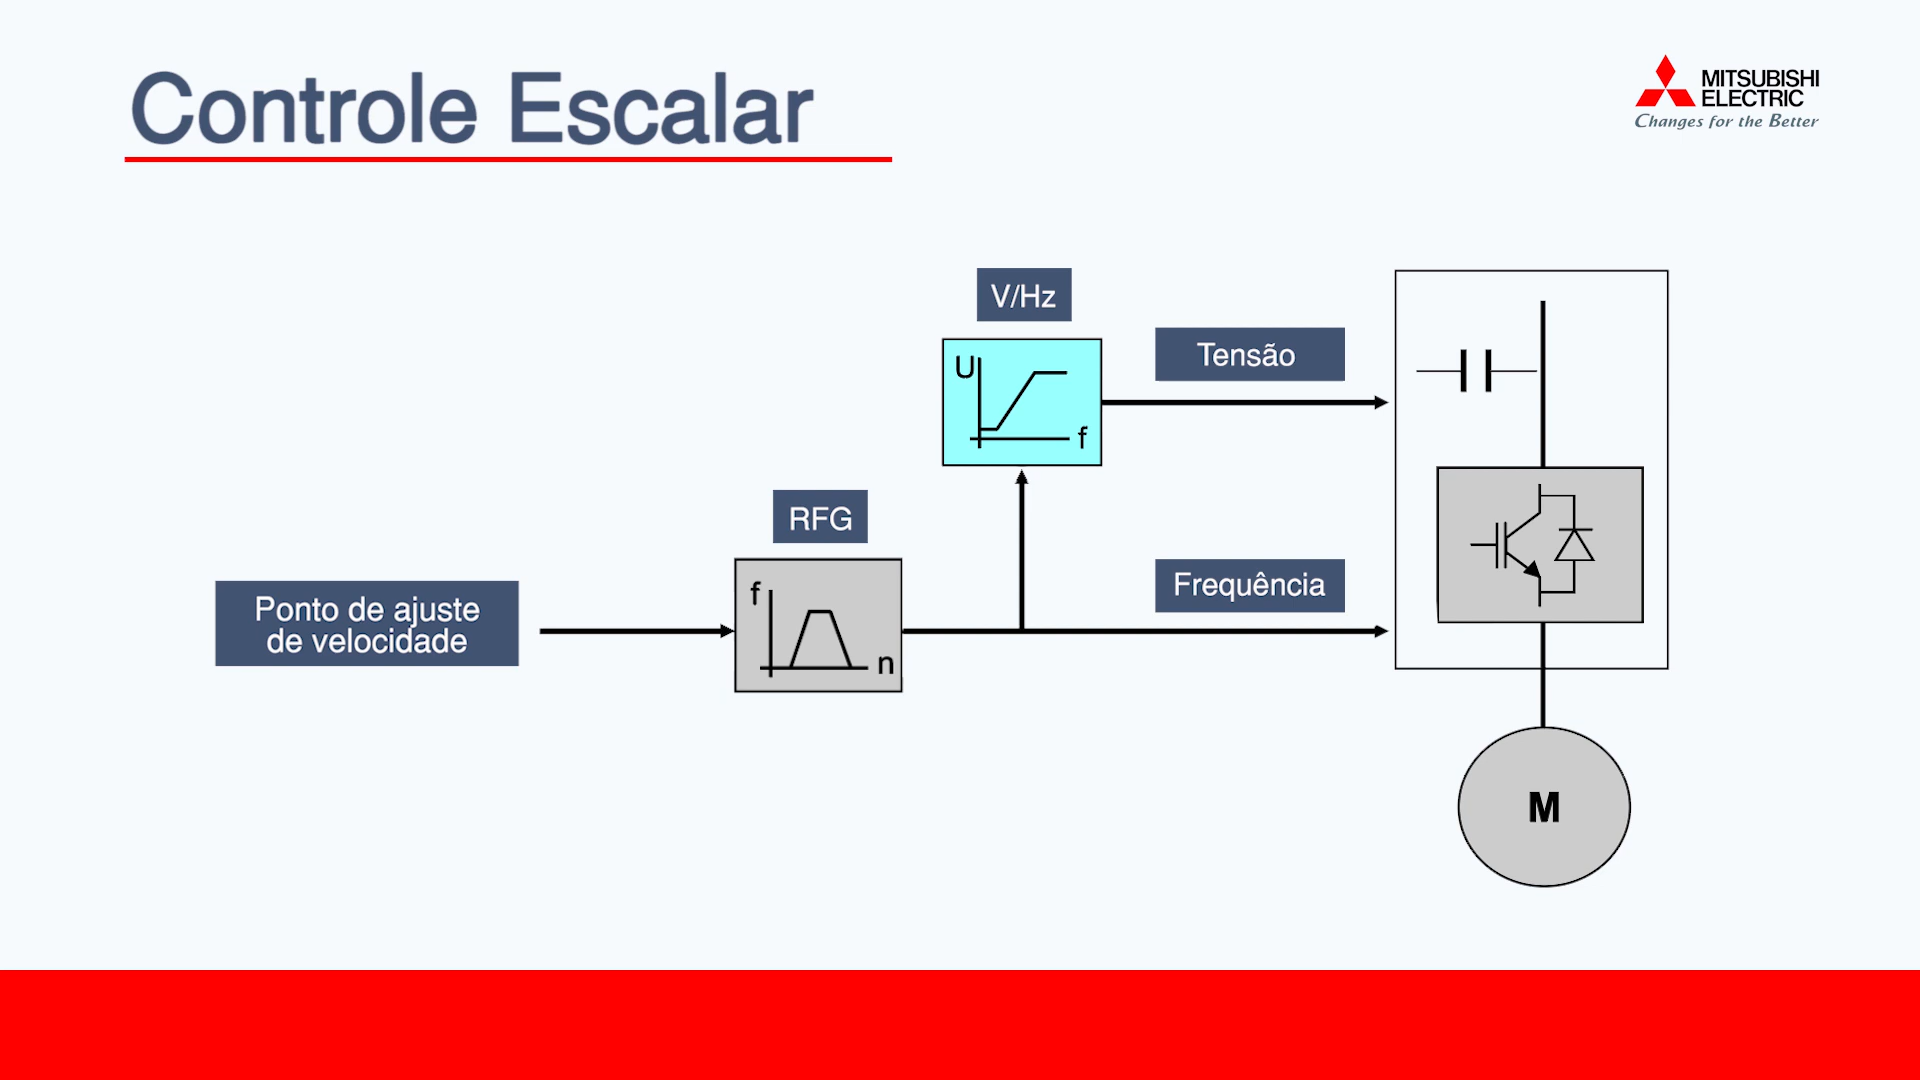 Controle Escalar
MITSUBISHI
ELECTRIC
Changes for the Better
V/Hz
Tensão
U
f
RFG
Frequência
f
n
Ponto de ajuste
de velocidade
M